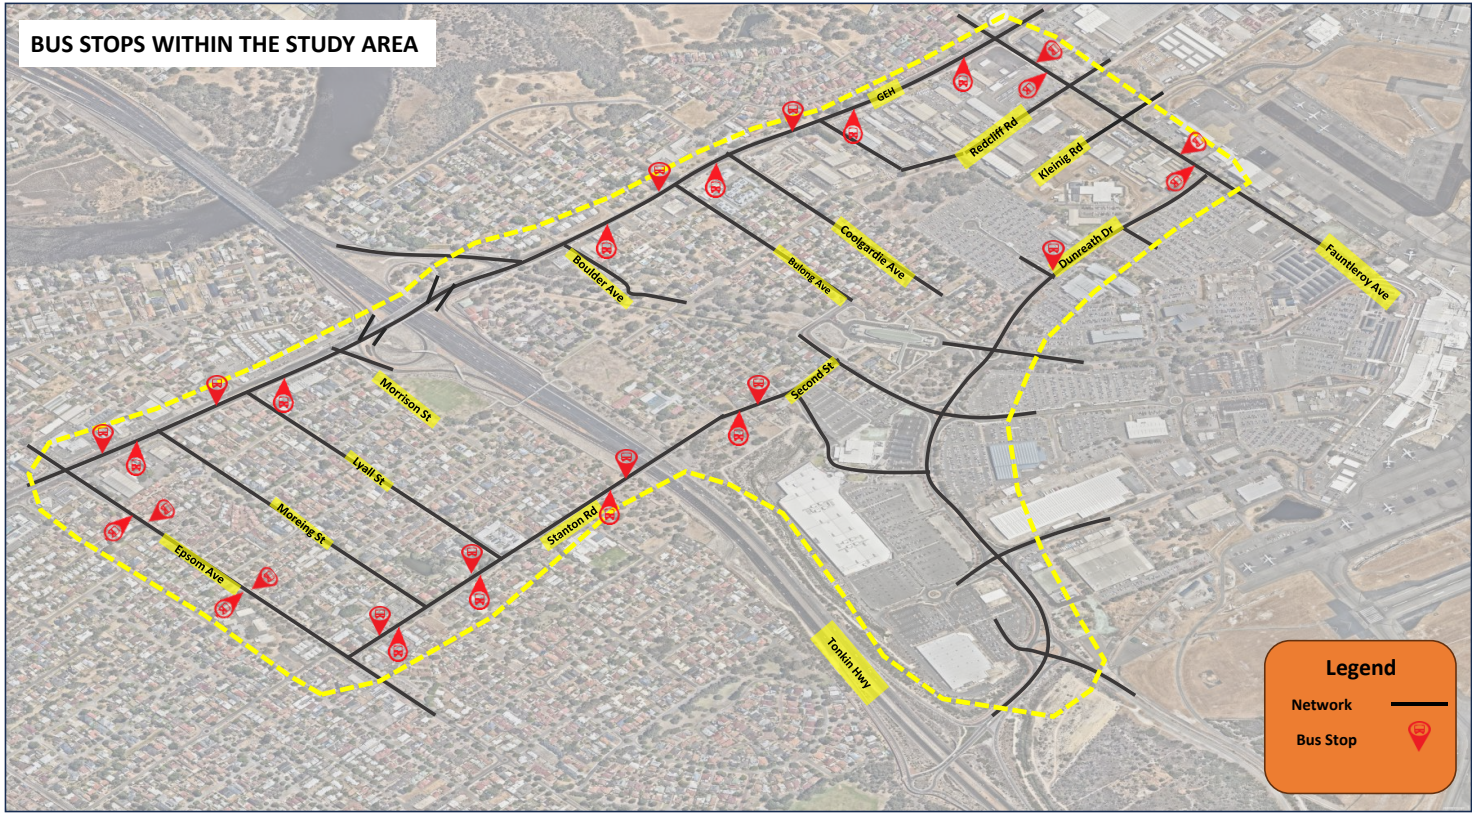 BUS STOPS WITHIN THE STUDY AREA
GEH
Redcliff Rd
Kleinig Rd
Coolgardie Ave
Dunreath Dr
Fauntleroy Ave
Boulder Ave
Bulong Ave
Morrison St
Second St
Lyall St
Moreing St
Stanton Rd
Epsom Ave
Tonkin Hwy
Legend
Network
Bus Stop